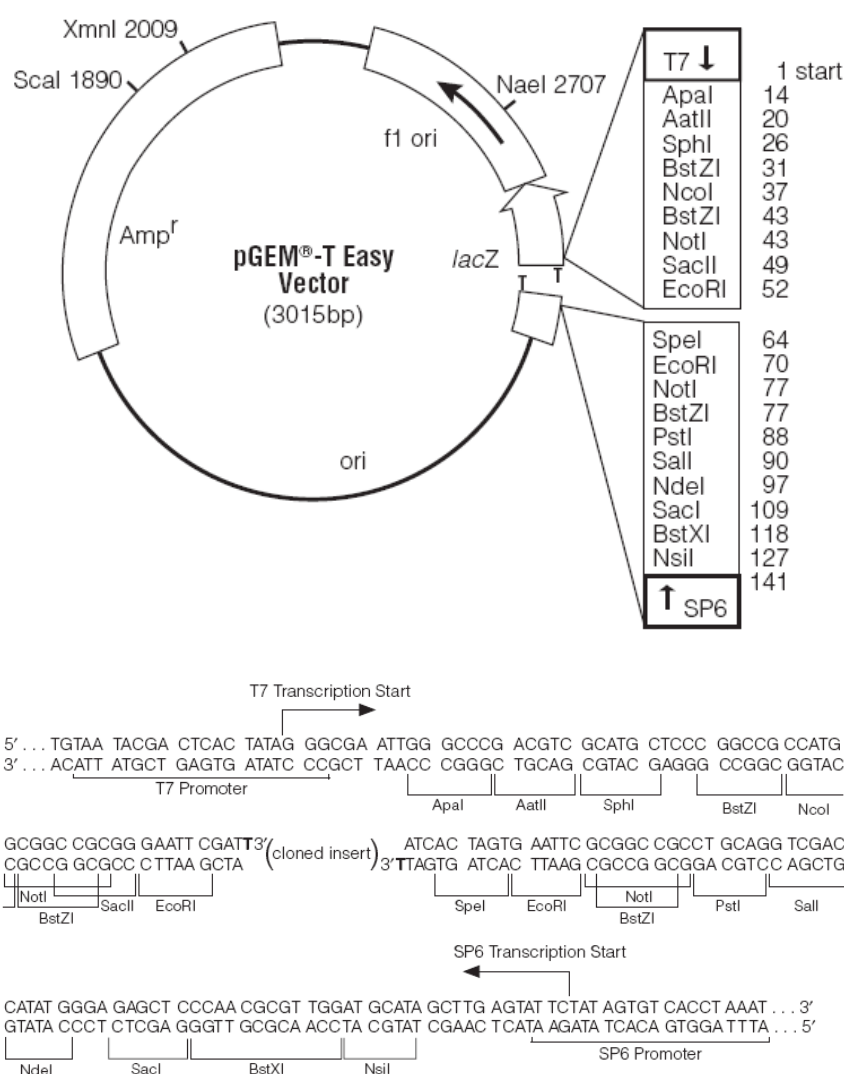 XmnI 2009
ScaI 1890
NaeI 2707
f1 ori
Ampr
pGEM®-T Easy
Vector
(3015bp)
lacZ
T
T
ori
T7 ↓
1 start
ApaI 14
AatII 20
SphI 26
BstZI 31
NcoI 37
BstZI 43
NotI 43
SacII 49
EcoRI 52
SpeI 64
EcoRI 70
NotI 77
BstZI 77
PstI 88
SalI 90
NdeI 97
SacI 109
BstXI 118
NsiI 127
141
↑ SP6
T7 Transcription Start
5′ . . . TGTAA TACGA CTCAC TATAG GGCGA ATTGG GCCCG ACGTC GCATG CTCCC GGCCG CCATG
3′ . . . ACATT ATGCT GAGTG ATATC CCGCT TAACC CGGGC TGCAG CGTAC GAGGG CCGGC GGTAC
T7 Promoter
ApaI AatII SphI BstZI NcoI
GCGGC CGCGG GAATT CGATT3′ (cloned insert) ATCAC TAGTG AATTC GCGGC CGCCT GCAGG TCGAC
CGCCG GCGCC CTTAA GCTA 3′TTAGTG ATCAC TTAAG CGCCG GCGGA CGTCC AGCTG
NotI SacII EcoRI SpeI EcoRI NotI PstI SalI
BstZI BstZI
SP6 Transcription Start
CATAT GGGA GAGCT CCCAA CGCGT TGGAT GCATA GCTTG AGTAT TCTAT AGTGT CACCT AAAT . . . 3′
GTATA CCCT CTCGA GGGTT GCGCA ACCTA CGTAT CGAAC TCATA AGATA TCACA GTGGA TTTA . . . 5′
NdeI SacI BstXI NsiI SP6 Promoter